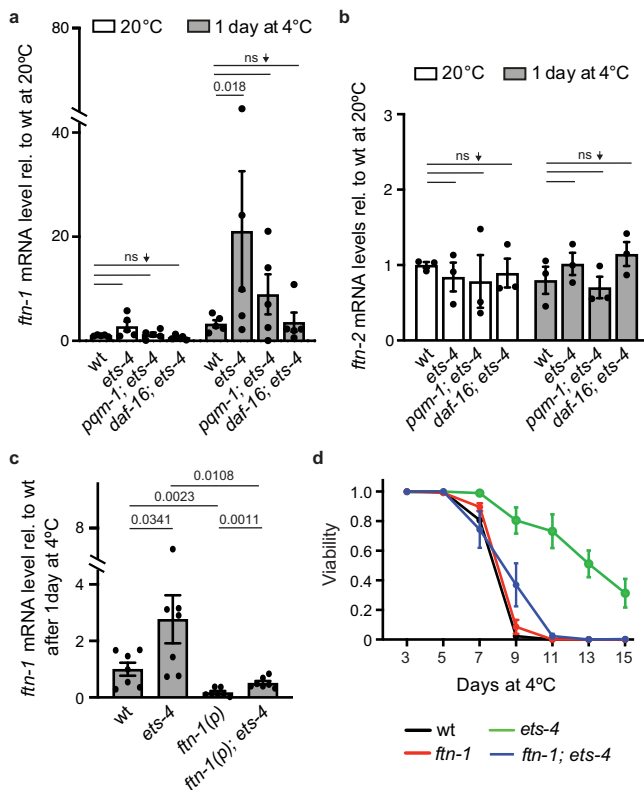 a
20°C
1 day at 4°C
ftn-1 mRNA level rel. to wt at 20ºC
80
40
20
0
ns
ns
0.018
wt
ets-4
pqm-1; ets-4
daf-16; ets-4
wt
ets-4
pqm-1; ets-4
daf-16; ets-4
b
20°C
1 day at 4°C
ftn-2 mRNA levels rel. to wt at 20ºC
3
2
1
0
ns
ns
wt
ets-4
pqm-1; ets-4
daf-16; ets-4
wt
ets-4
pqm-1; ets-4
daf-16; ets-4
c
ftn-1 mRNA level rel. to wt
after 1day at 4ºC
8
4
2
0
0.0108
0.0023
0.0341
0.0011
wt
ets-4
ftn-1(p)
ftn-1(p); ets-4
d
Viability
1.0
0.8
0.6
0.4
0.2
0
3 5 7 9 11 13 15
Days at 4ºC
wt
ets-4
ftn-1
ftn-1; ets-4